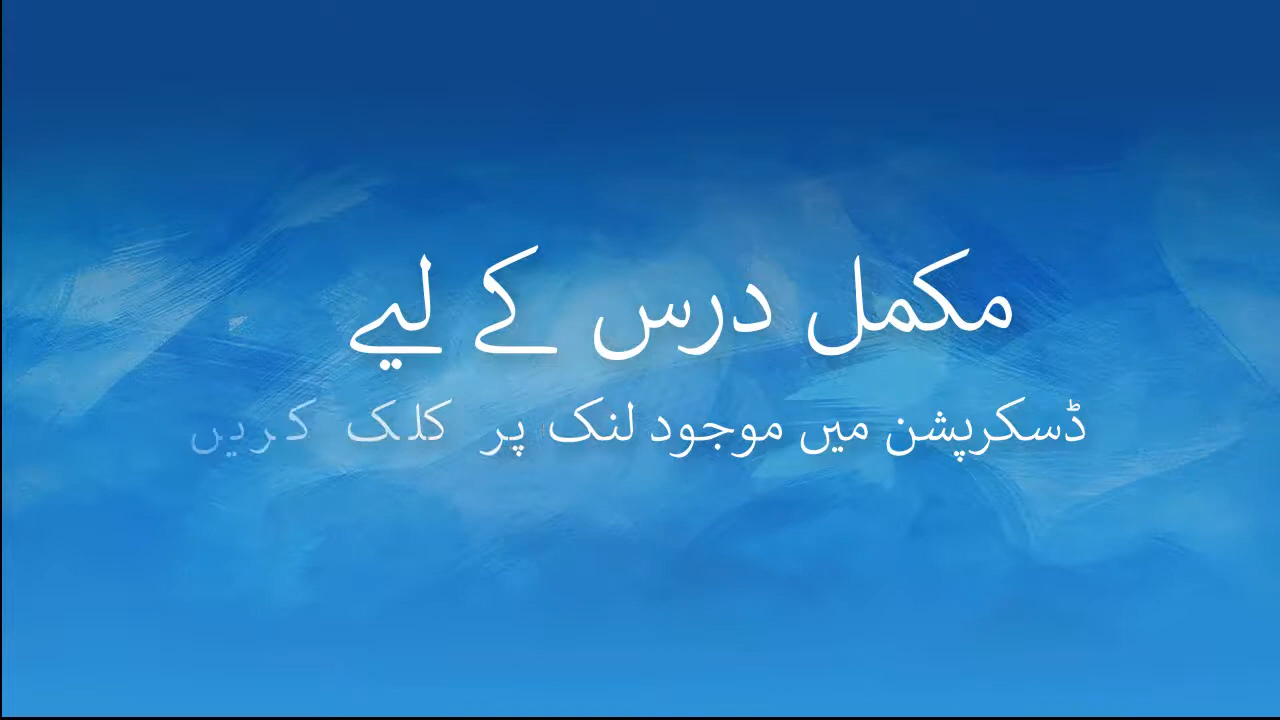 مکمل درس کے لیے
ڈسکرپشن میں موجود لنک پر کلک کریں